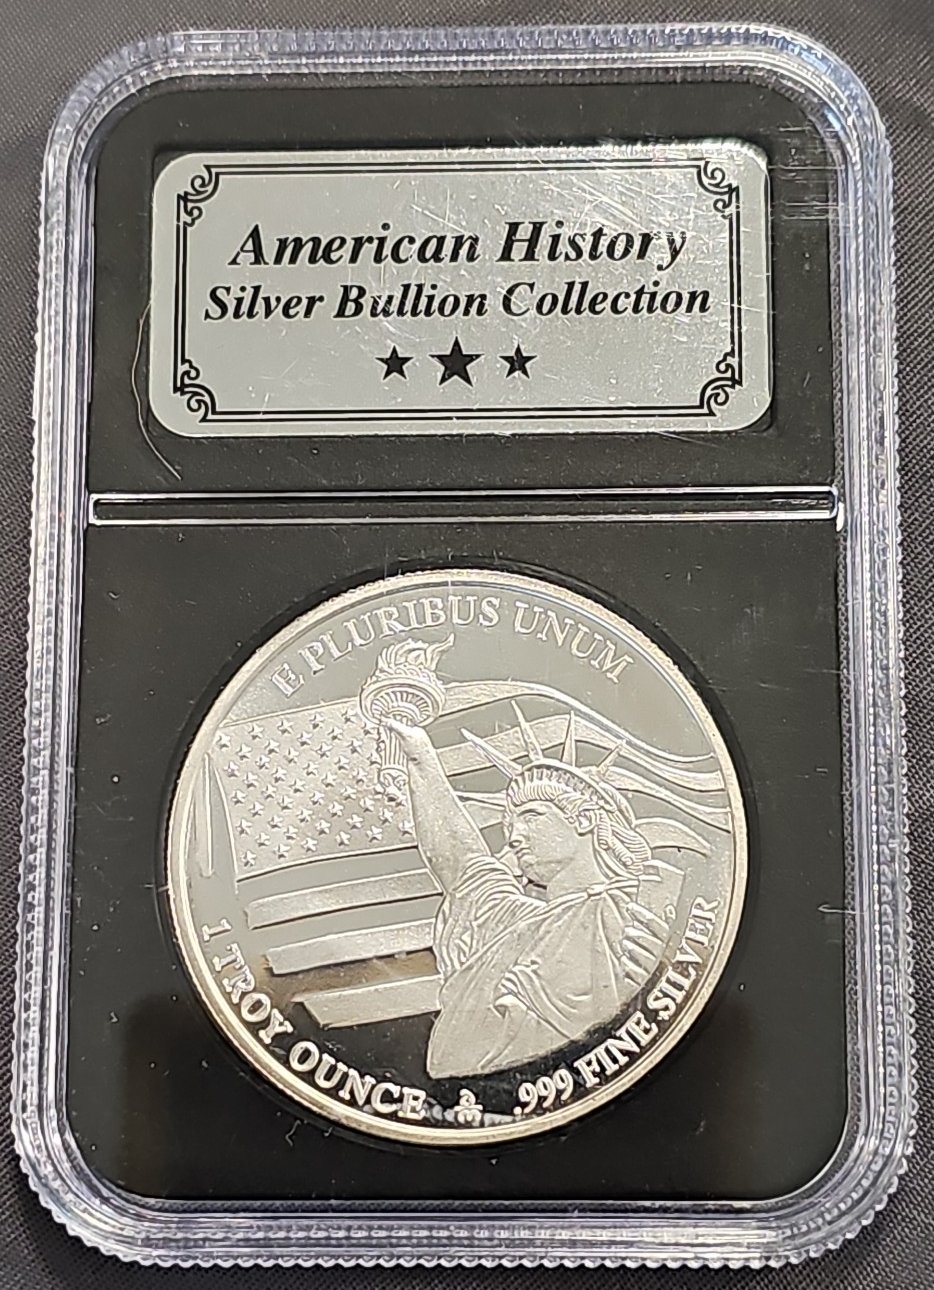 American History
Silver Bullion Collection
E PLURIBUS UNUM
1 TROY OUNCE .999 FINE SILVER